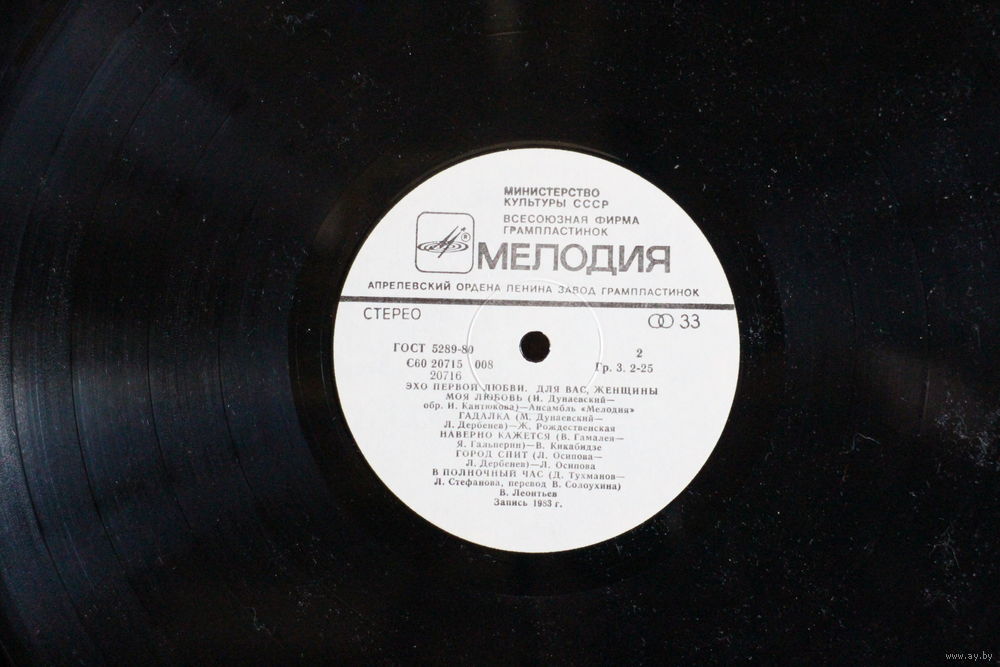 МИНИСТЕРСТВО
КУЛЬТУРЫ СССР
ВСЕСОЮЗНАЯ ФИРМА
ГРАМПЛАСТИНОК
®
МЕЛОДИЯ
АПРЕЛЕВСКИЙ ОРДЕНА ЛЕНИНА ЗАВОД ГРАМПЛАСТИНОК
СТЕРЕО 33
ГОСТ 5289-80 2
С60 20715 008 Гр. 3. 2-25
20716
ЭХО ПЕРВОЙ ЛЮБВИ. ДЛЯ ВАС, ЖЕНЩИНЫ
МОЯ ЛЮБОВЬ (И. Дунаевский—
обр. И. Кантюкова)—Ансамбль «Мелодия»
ГАДАЛКА (М. Дунаевский—
Л. Дербенев)—Ж. Рождественская
НАВЕРНО КАЖЕТСЯ (В. Гамалея—
Я. Гальперин)—В. Кикабидзе
ГОРОД СПИТ (Л. Осипова—
Л. Дербенев)—Л. Осипова
В ПОЛНОЧНЫЙ ЧАС (Д. Тухманов—
Л. Стефанова, перевод В. Солоухина)
В. Леонтьев
Запись 1983 г.
www.ay.by